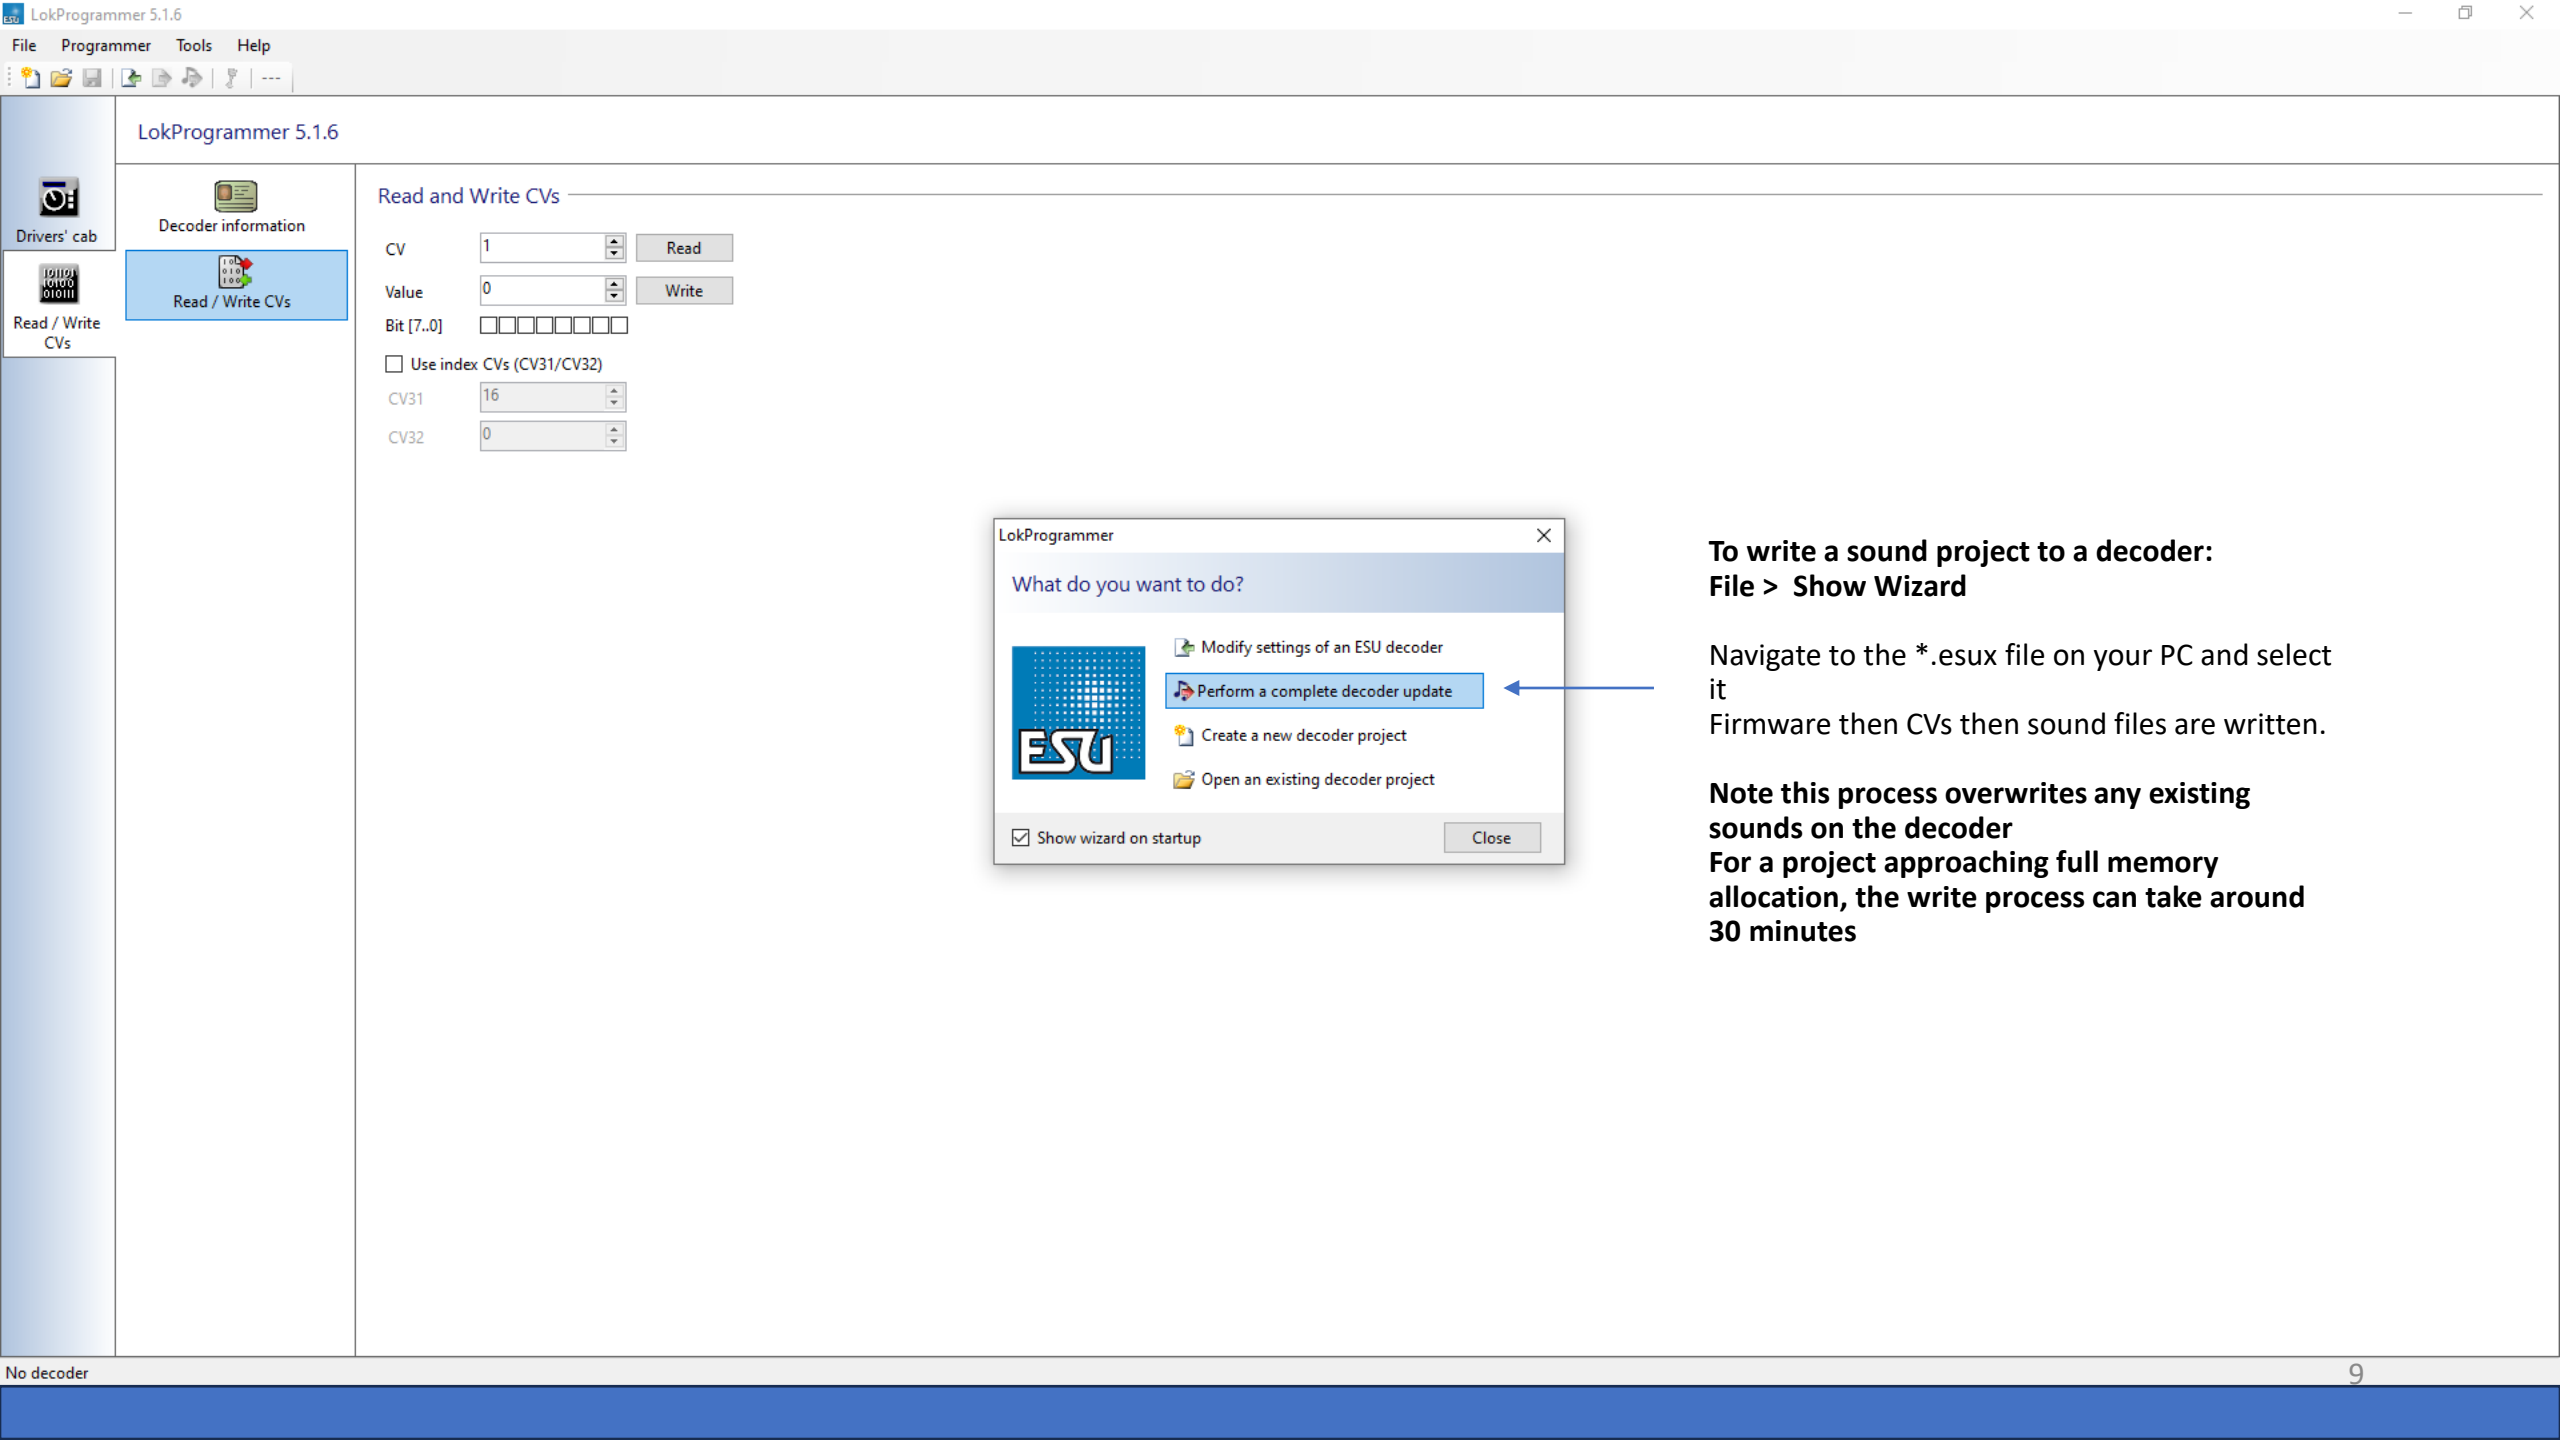 LokProgrammer 5.1.6
File Programmer Tools Help
---
LokProgrammer 5.1.6
Drivers' cab
Read / Write
CVs
Decoder information
Read / Write CVs
Read and Write CVs
CV 1 Read
Value 0 Write
Bit [7..0]
Use index CVs (CV31/CV32)
CV31 16
CV32 0
LokProgrammer
What do you want to do?
ESU
Modify settings of an ESU decoder
Perform a complete decoder update
Create a new decoder project
Open an existing decoder project
Show wizard on startup
Close
To write a sound project to a decoder:
File > Show Wizard
Navigate to the *.esux file on your PC and select
it
Firmware then CVs then sound files are written.
Note this process overwrites any existing
sounds on the decoder
For a project approaching full memory
allocation, the write process can take around
30 minutes
No decoder
9